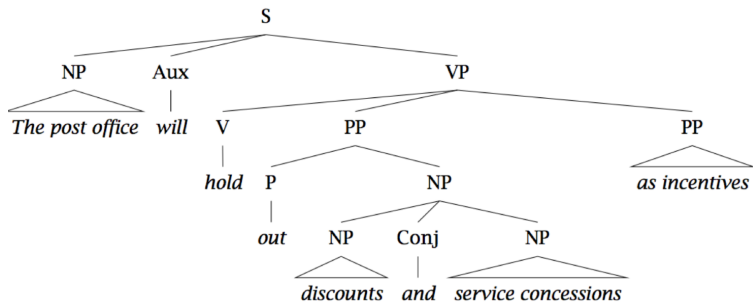 S
NP Aux VP
The post office will V PP PP
hold P NP as incentives
out NP Conj NP
discounts and service concessions